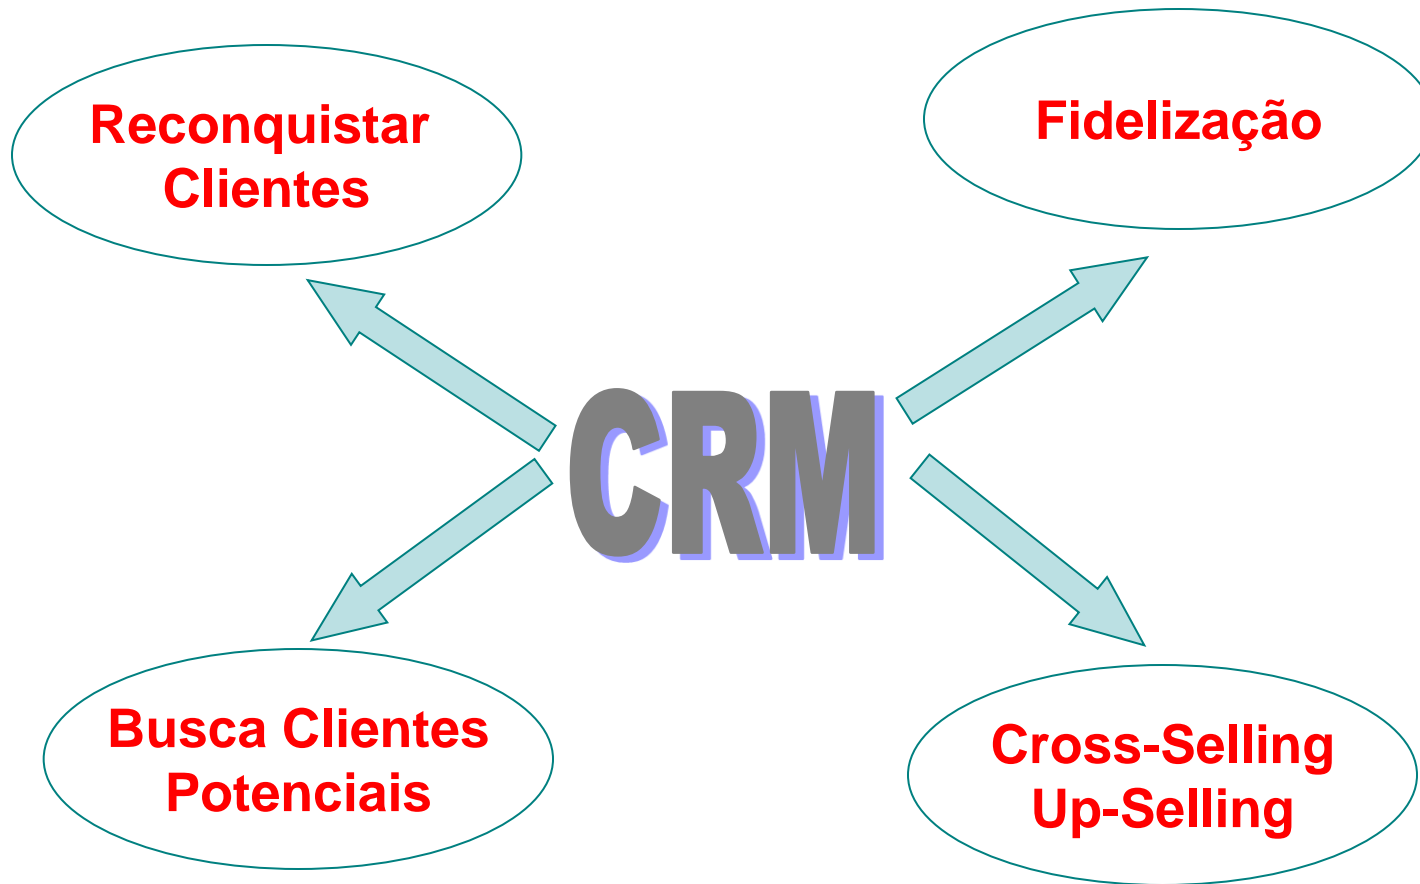 Reconquistar
Clientes
Fidelização
CRM
Busca Clientes
Potenciais
Cross-Selling
Up-Selling